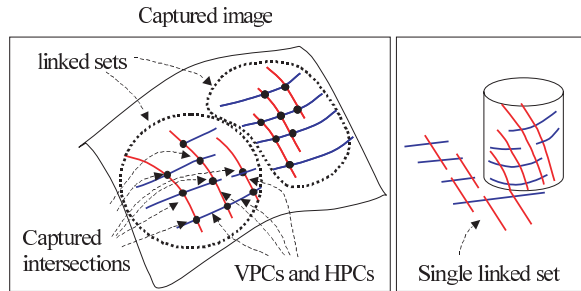 Captured image
linked sets
Captured
intersections
VPCs and HPCs
Single linked set